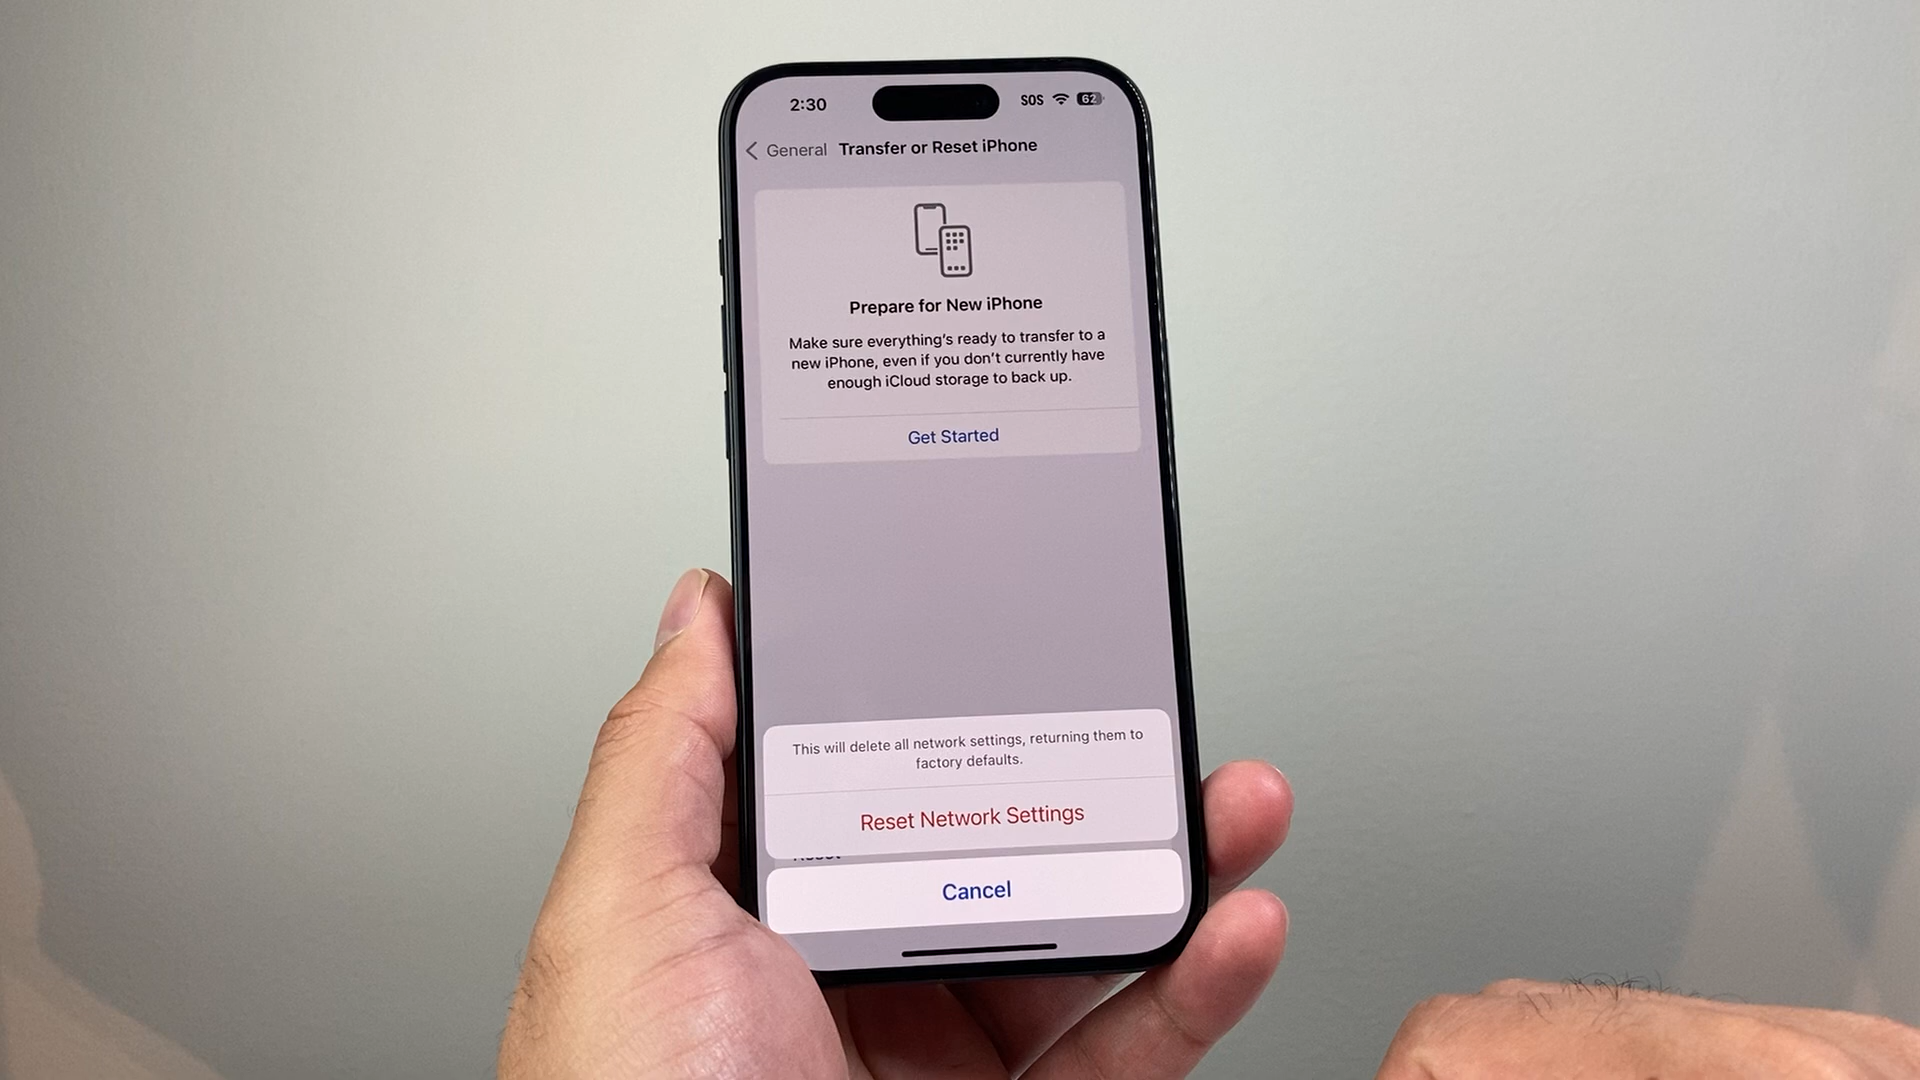 2:30 SOS 62
General Transfer or Reset iPhone
Prepare for New iPhone
Make sure everything's ready to transfer to a
new iPhone, even if you don't currently have
enough iCloud storage to back up.
Get Started
This will delete all network settings, returning them to
factory defaults.
Reset Network Settings
Cancel